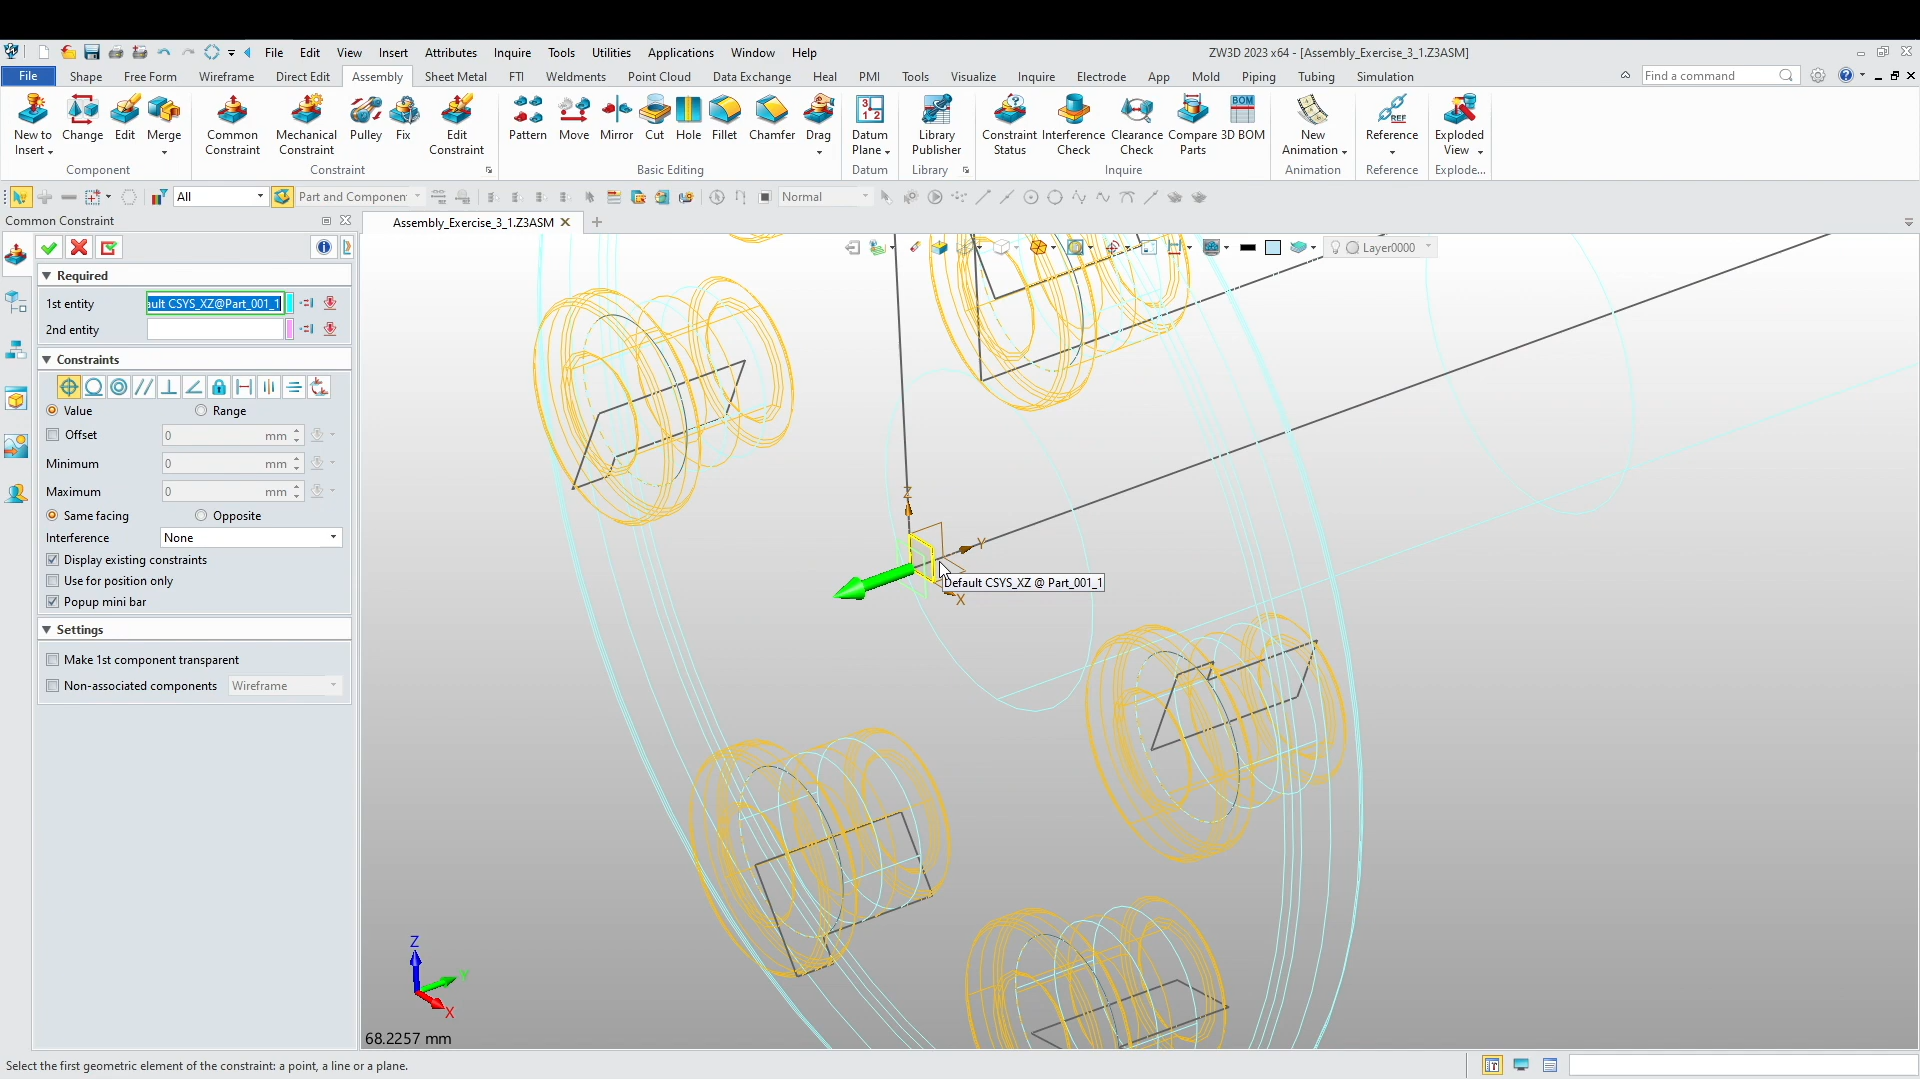 File Edit View Insert Attributes Inquire Tools Utilities Applications Window Help
ZW3D 2023 x64 - [Assembly_Exercise_3_1.Z3ASM]
File Shape Free Form Wireframe Direct Edit Assembly Sheet Metal FTI Weldments Point Cloud Data Exchange Heal PMI Tools Visualize Inquire Electrode App Mold Piping Tubing Simulation
Find a command
New to Insert
Change
Edit
Merge
Common Constraint
Mechanical Constraint
Pulley
Fix
Edit Constraint
Pattern
Move
Mirror
Cut
Hole
Fillet
Chamfer
Drag
Datum Plane
Library Publisher
Constraint Status
Interference Check
Clearance Check
Compare Parts
BOM
3D BOM
New Animation
REF
Reference
Exploded View
Component Constraint Basic Editing Datum Library Inquire Animation Reference Explode...
All
Part and Component
Normal
Common Constraint
Assembly_Exercise_3_1.Z3ASM
Layer0000
Required
1st entity
ault CSYS_XZ@Part_001_1
2nd entity
Constraints
Value Range
Offset 0 mm
Minimum 0 mm
Maximum 0 mm
Same facing Opposite
Interference None
Display existing constraints
Use for position only
Popup mini bar
Settings
Make 1st component transparent
Non-associated components Wireframe
Z
Y
X
Default CSYS_XZ @ Part_001_1
Z
Y
X
68.2257 mm
Select the first geometric element of the constraint: a point, a line or a plane.